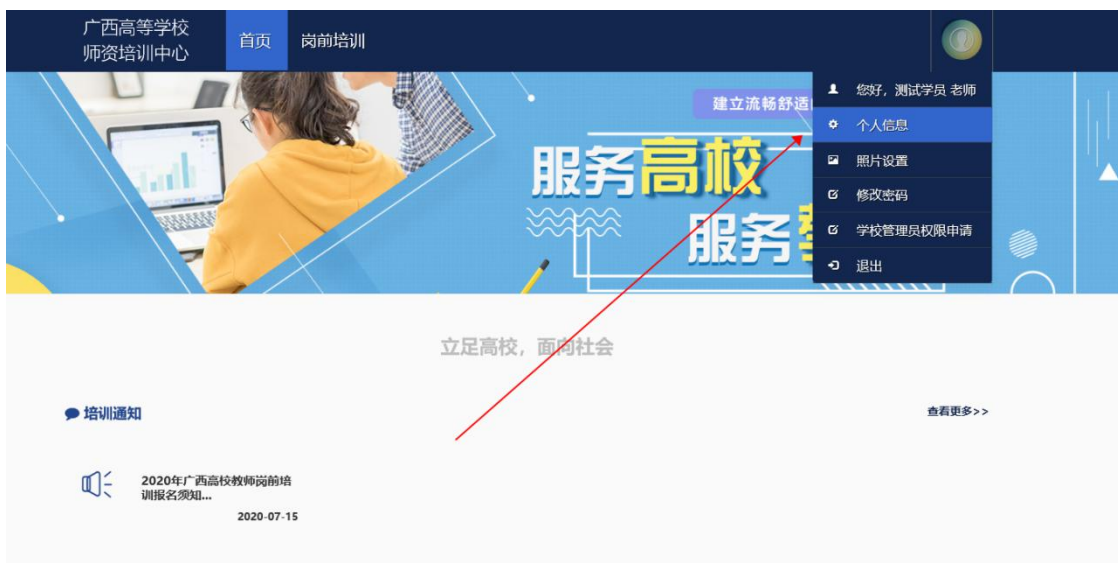 广西高等学校
师资培训中心
首页
岗前培训
您好，测试学员 老师
个人信息
照片设置
修改密码
学校管理员权限申请
退出
建立流畅舒适
服务高校
服务
立足高校，面向社会
培训通知
查看更多>>
2020年广西高校教师岗前培
训报名须知...
2020-07-15